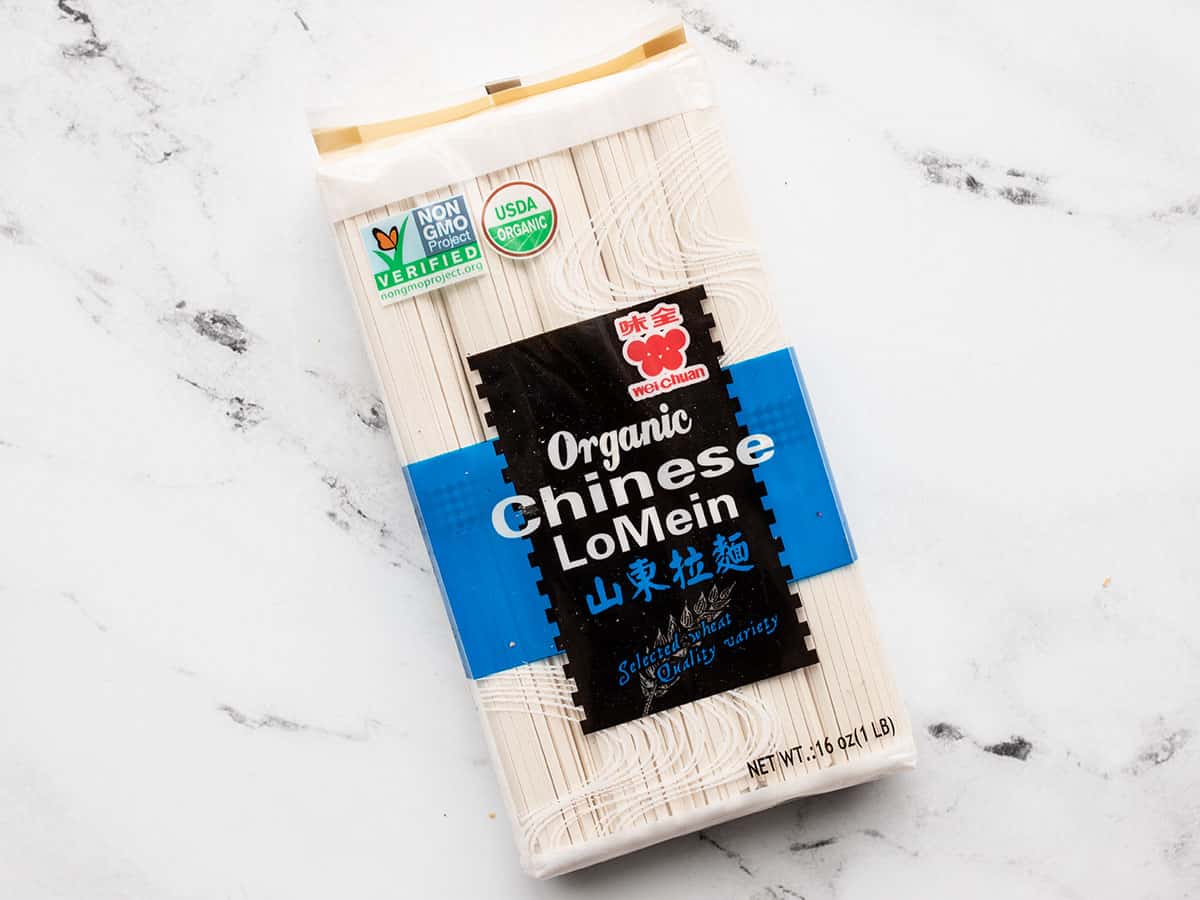 NON
GMO
Project
VERIFIED
nongmoproject.org
USDA
ORGANIC
味全
wei-chuan
Organic
Chinese
LoMein
山東拉麵
Selected wheat
Quality variety
NET WT.:16 oz(1 LB)